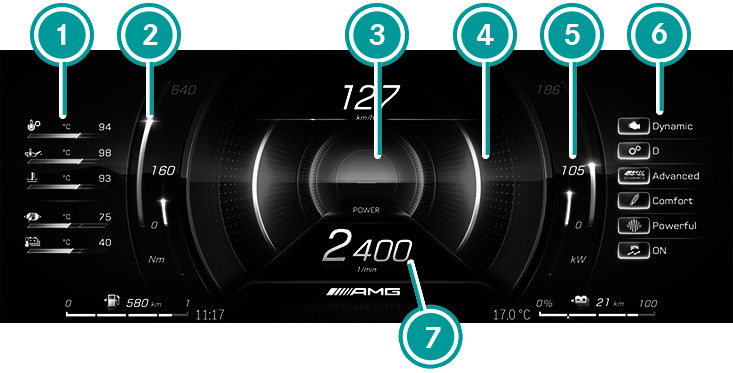 1 2 3 4 5 6
640 127 186
km/h
°C 94
°C 98
°C 93
°C 75
°C 40
160
0
Nm
POWER
2400
1/min
AMG
105
0
kW
Dynamic
D
Advanced
Comfort
Powerful
ON
0 580 km 1 11:17
17.0 °C 0% 21 km 100
7